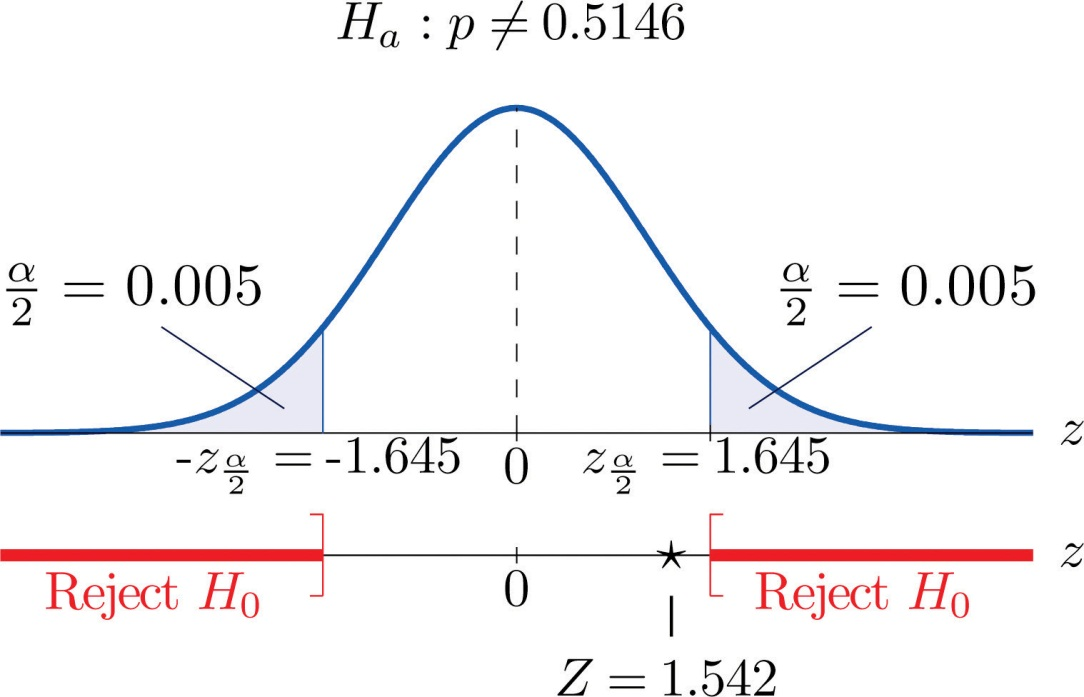 Hₐ : p ≠ 0.5146
α/2 = 0.005
α/2 = 0.005
z
-z_{α/2} = -1.645
0
z_{α/2} = 1.645
z
0
Reject H₀
Reject H₀
Z = 1.542